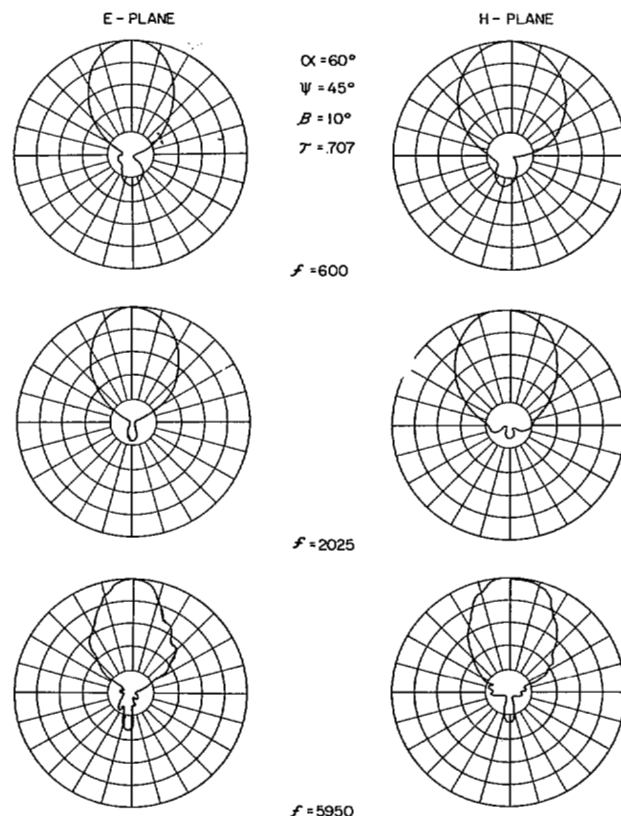 E - PLANE
H - PLANE
α = 60°
Ψ = 45°
β = 10°
τ = .707
f = 600
f = 2025
f = 5950